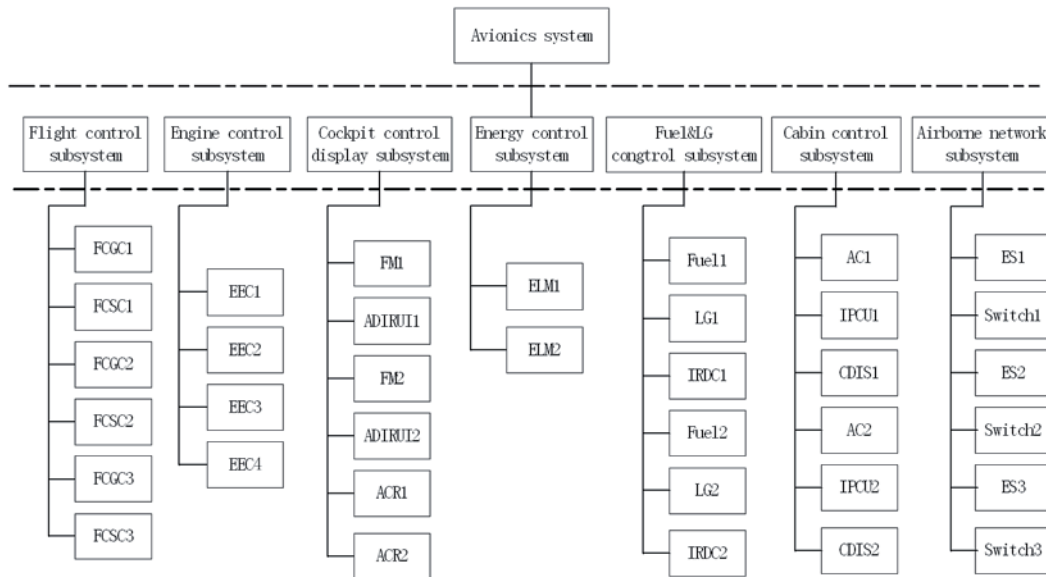 Avionics system
Flight control
subsystem
Engine control
subsystem
Cockpit control
display subsystem
Energy control
subsystem
Fuel&LG
congtrol subsystem
Cabin control
subsystem
Airborne network
subsystem
FCGC1
FCSC1
FCGC2
FCSC2
FCGC3
FCSC3
EEC1
EEC2
EEC3
EEC4
FM1
ADIRUI1
FM2
ADIRUI2
ACR1
ACR2
ELM1
ELM2
Fuel1
LG1
IRDC1
Fuel2
LG2
IRDC2
AC1
IPCU1
CDIS1
AC2
IPCU2
CDIS2
ES1
Switch1
ES2
Switch2
ES3
Switch3